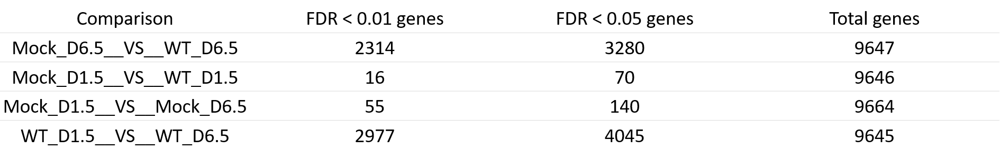 Comparison FDR < 0.01 genes FDR < 0.05 genes Total genes
Mock_D6.5__VS__WT_D6.5 2314 3280 9647
Mock_D1.5__VS__WT_D1.5 16 70 9646
Mock_D1.5__VS__Mock_D6.5 55 140 9664
WT_D1.5__VS__WT_D6.5 2977 4045 9645